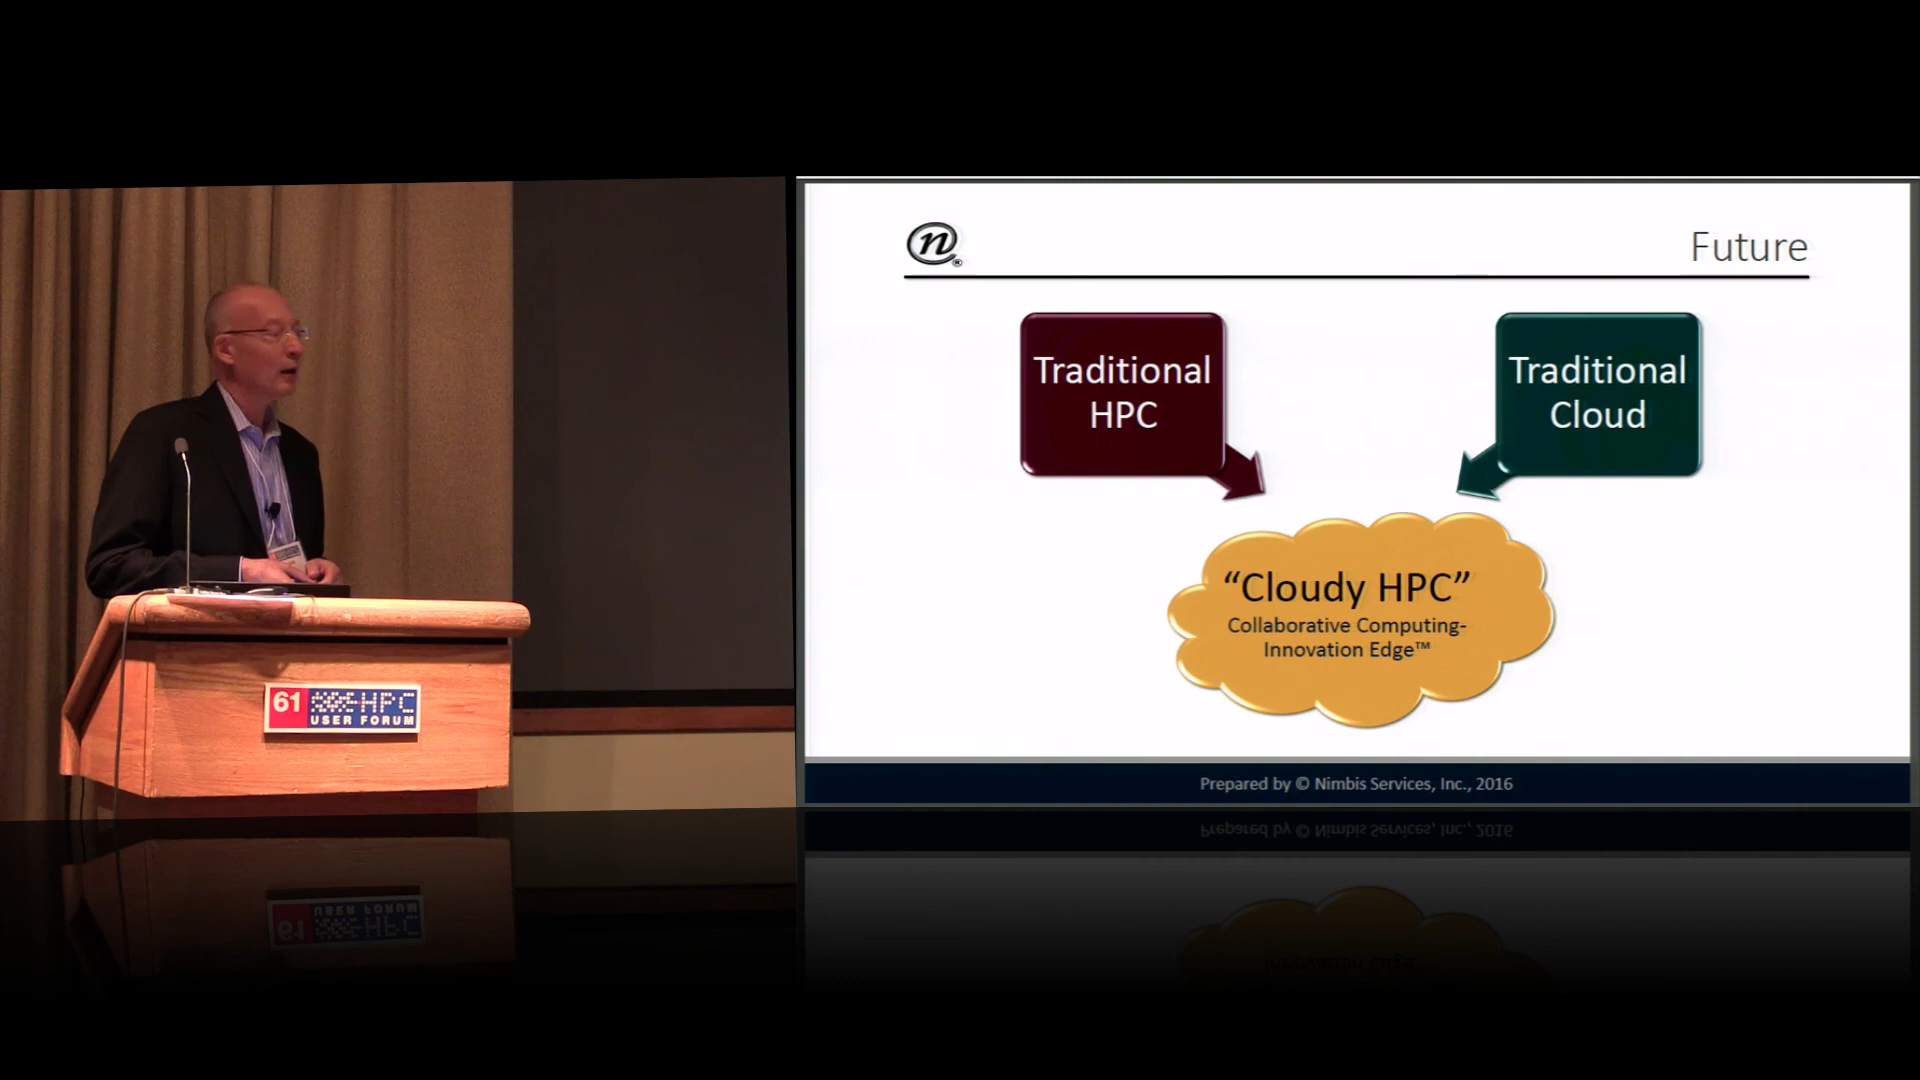 61 HPC
USER FORUM
n
®
Future
Traditional
HPC
Traditional
Cloud
“Cloudy HPC”
Collaborative Computing-
Innovation Edge™
Prepared by © Nimbis Services, Inc., 2016